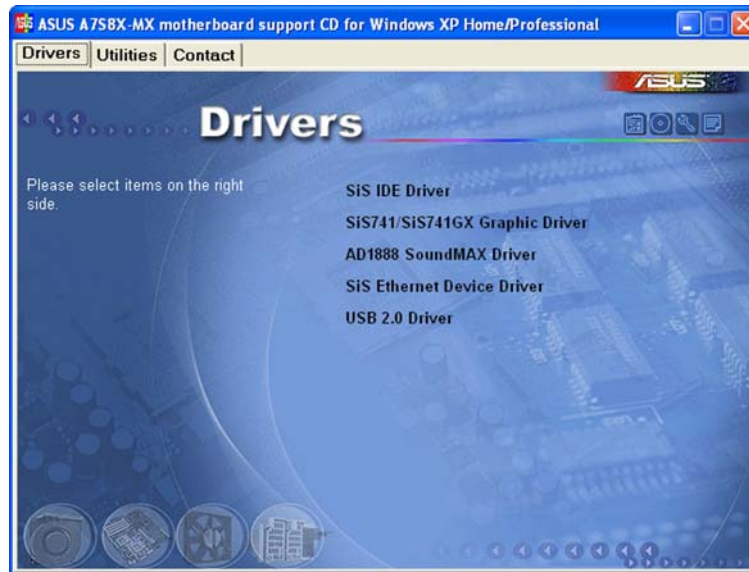 ASUS A7S8X-MX motherboard support CD for Windows XP Home/Professional
Drivers Utilities Contact
ASUS
Drivers
Please select items on the right
side.
SiS IDE Driver
SiS741/SiS741GX Graphic Driver
AD1888 SoundMAX Driver
SiS Ethernet Device Driver
USB 2.0 Driver